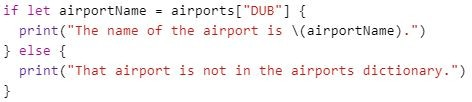 if let airportName = airports["DUB"] {
  print("The name of the airport is \(airportName).")
} else {
  print("That airport is not in the airports dictionary.")
}